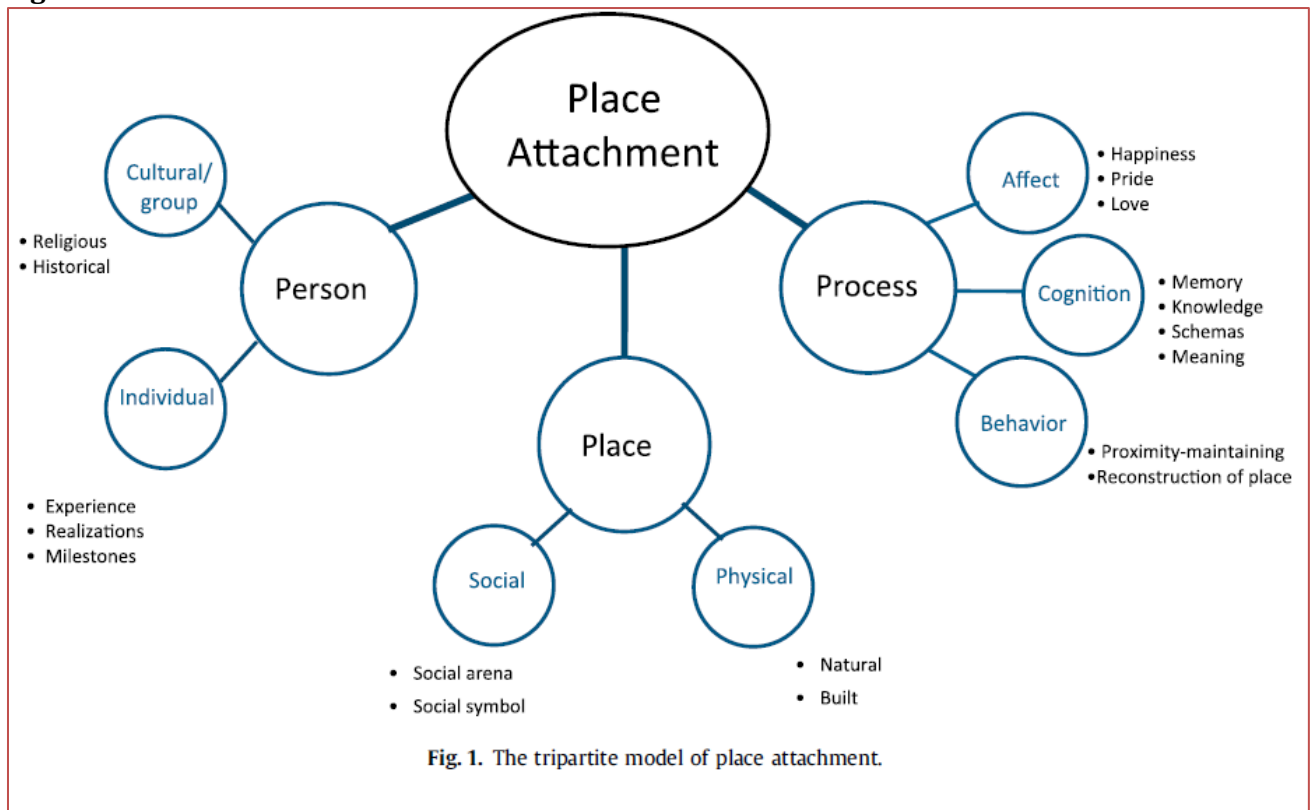 Place
Attachment
Cultural/
group
• Religious
• Historical
Person
Individual
• Experience
• Realizations
• Milestones
Place
Social
• Social arena
• Social symbol
Physical
• Natural
• Built
Process
Affect
• Happiness
• Pride
• Love
Cognition
• Memory
• Knowledge
• Schemas
• Meaning
Behavior
• Proximity-maintaining
•Reconstruction of place
Fig. 1. The tripartite model of place attachment.